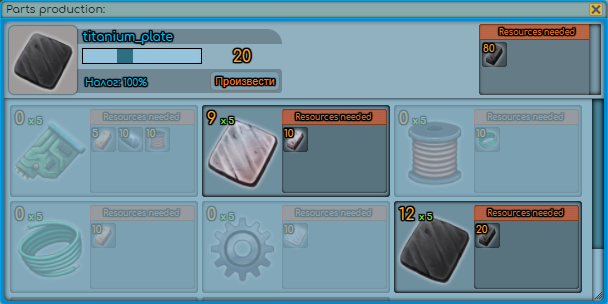 Parts production:
titanium_plate
20
Налог: 100%
Произвести
Resources needed
80
0 x 5
Resources needed
5 10 10
9 x 5
Resources needed
10
0 x 5
Resources needed
10
0 x 5
Resources needed
10
0 x 5
Resources needed
10
12 x 5
Resources needed
20